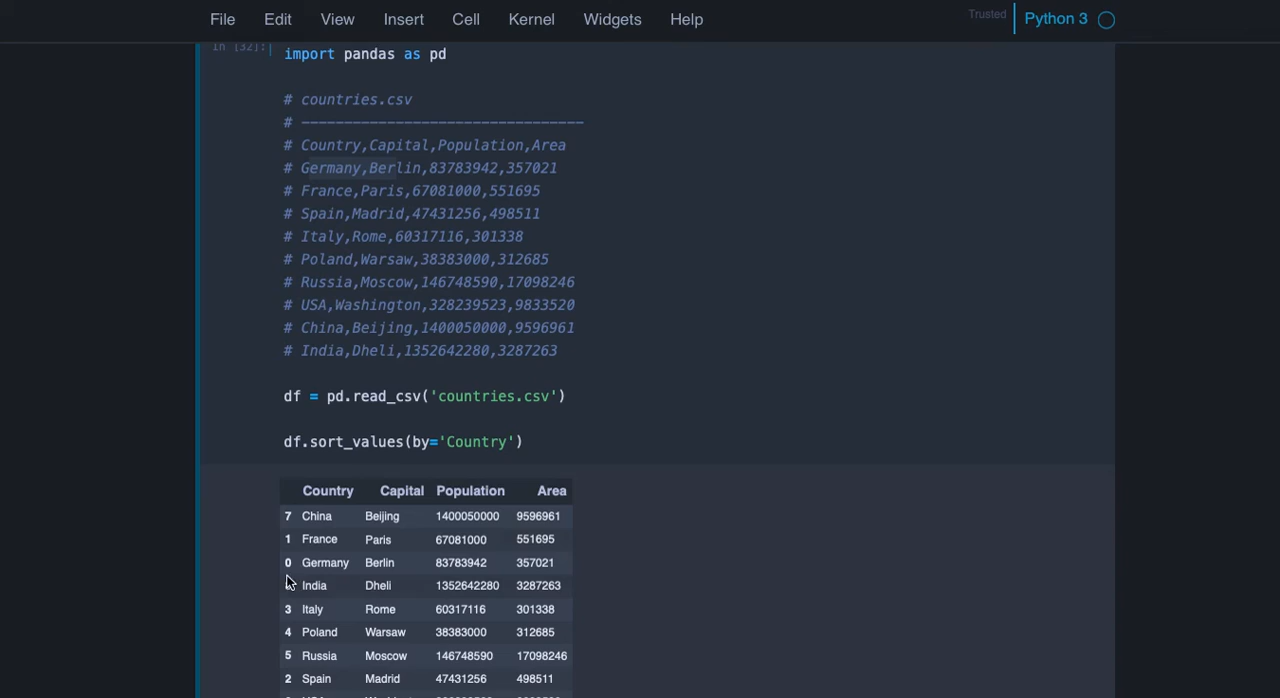 File Edit View Insert Cell Kernel Widgets Help Trusted Python 3
In [32]:
import pandas as pd
# countries.csv
# ---------------------------------
# Country,Capital,Population,Area
# Germany,Berlin,83783942,357021
# France,Paris,67081000,551695
# Spain,Madrid,47431256,498511
# Italy,Rome,60317116,301338
# Poland,Warsaw,38383000,312685
# Russia,Moscow,146748590,17098246
# USA,Washington,328239523,9833520
# China,Beijing,1400050000,9596961
# India,Dheli,1352642280,3287263
df = pd.read_csv('countries.csv')
df.sort_values(by='Country')
Country Capital Population Area
7 China Beijing 1400050000 9596961
1 France Paris 67081000 551695
0 Germany Berlin 83783942 357021
India Dheli 1352642280 3287263
3 Italy Rome 60317116 301338
4 Poland Warsaw 38383000 312685
5 Russia Moscow 146748590 17098246
2 Spain Madrid 47431256 498511